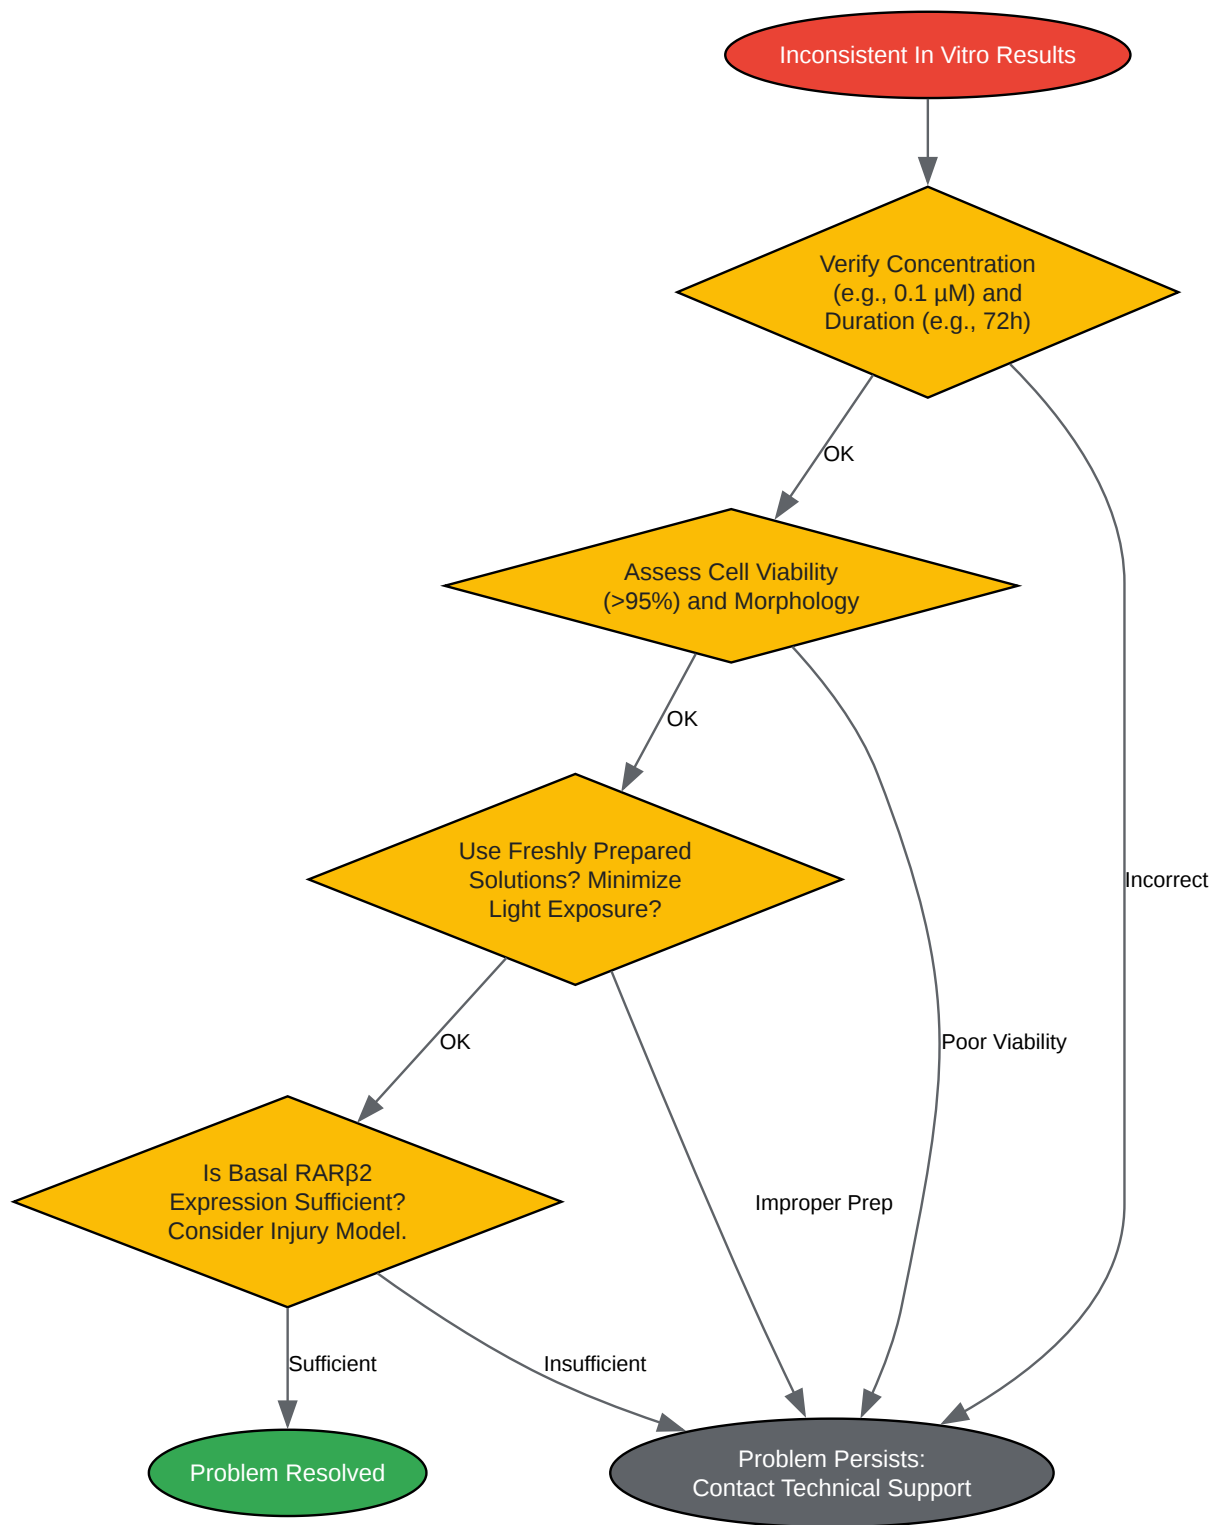 Inconsistent In Vitro Results
Verify Concentration
(e.g., 0.1 µM) and
Duration (e.g., 72h)
OK
Assess Cell Viability
(>95%) and Morphology
OK
Use Freshly Prepared
Solutions? Minimize
Light Exposure?
Incorrect
OK
Poor Viability
Is Basal RARβ2
Expression Sufficient?
Consider Injury Model.
Improper Prep
Sufficient
Insufficient
Problem Resolved
Problem Persists:
Contact Technical Support